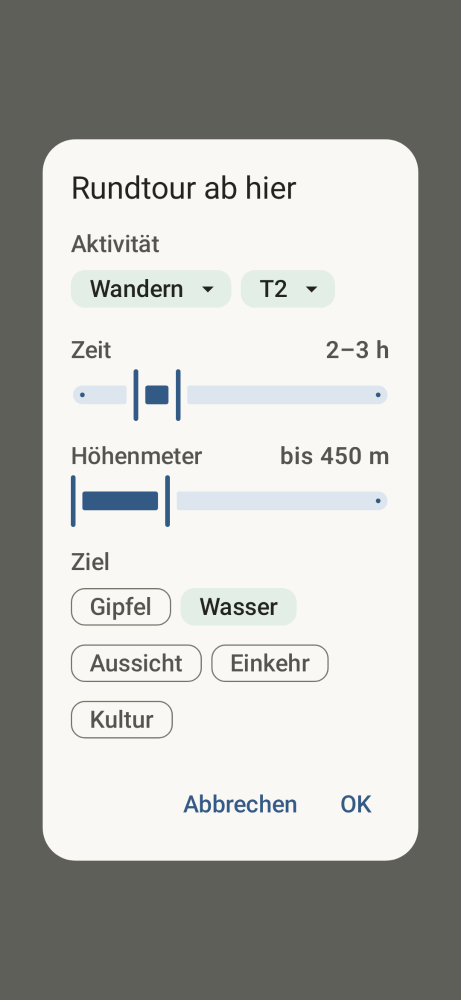 Rundtour ab hier
Aktivität
Wandern T2
Zeit 2–3 h
Höhenmeter bis 450 m
Ziel
Gipfel Wasser
Aussicht Einkehr
Kultur
Abbrechen OK